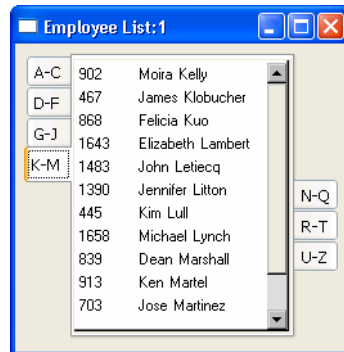 Employee List:1
A-C
D-F
G-J
K-M
902 Moira Kelly
467 James Klobucher
868 Felicia Kuo
1643 Elizabeth Lambert
1483 John Letiecq
1390 Jennifer Litton
445 Kim Lull
1658 Michael Lynch
839 Dean Marshall
913 Ken Martel
703 Jose Martinez
N-Q
R-T
U-Z